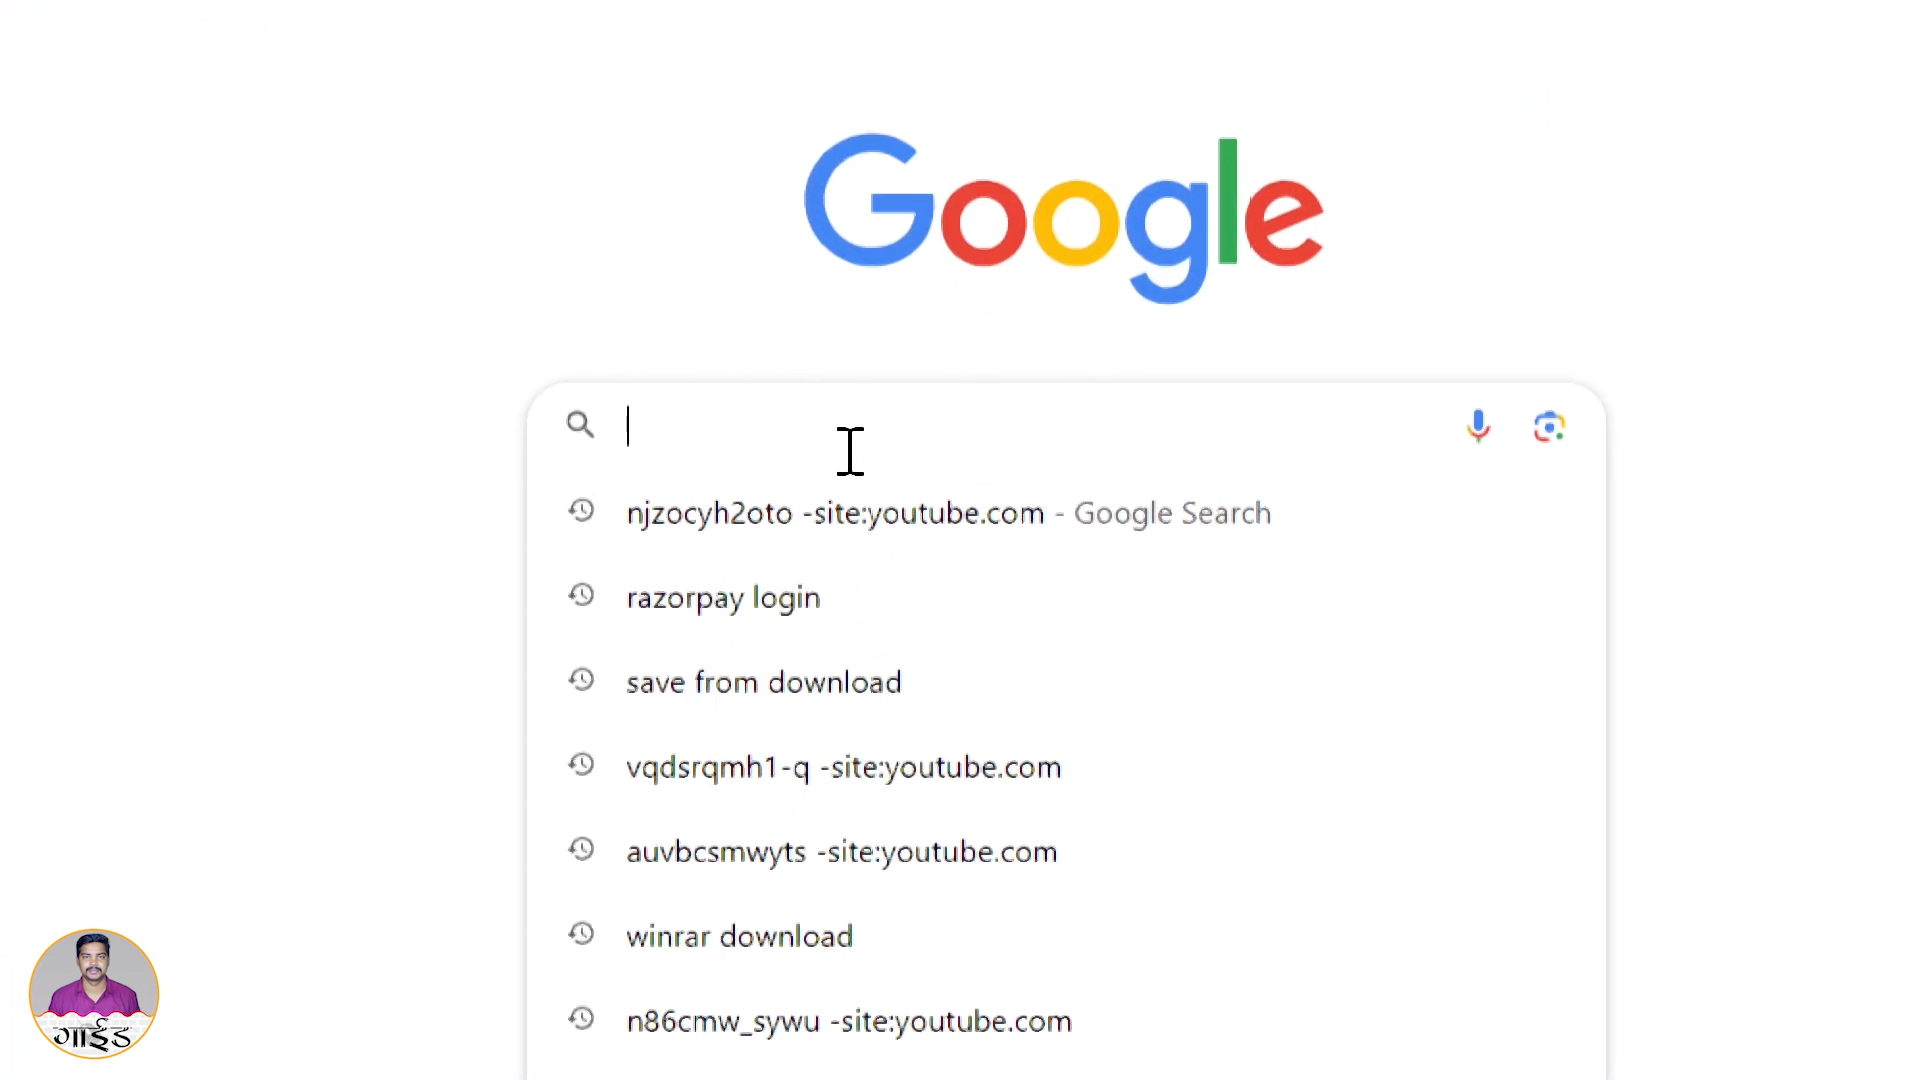 Google
njzocyh2oto -site:youtube.com - Google Search
razorpay login
save from download
vqdsrqmh1-q -site:youtube.com
auvbcsmwyts -site:youtube.com
winrar download
n86cmw_sywu -site:youtube.com
गाईड